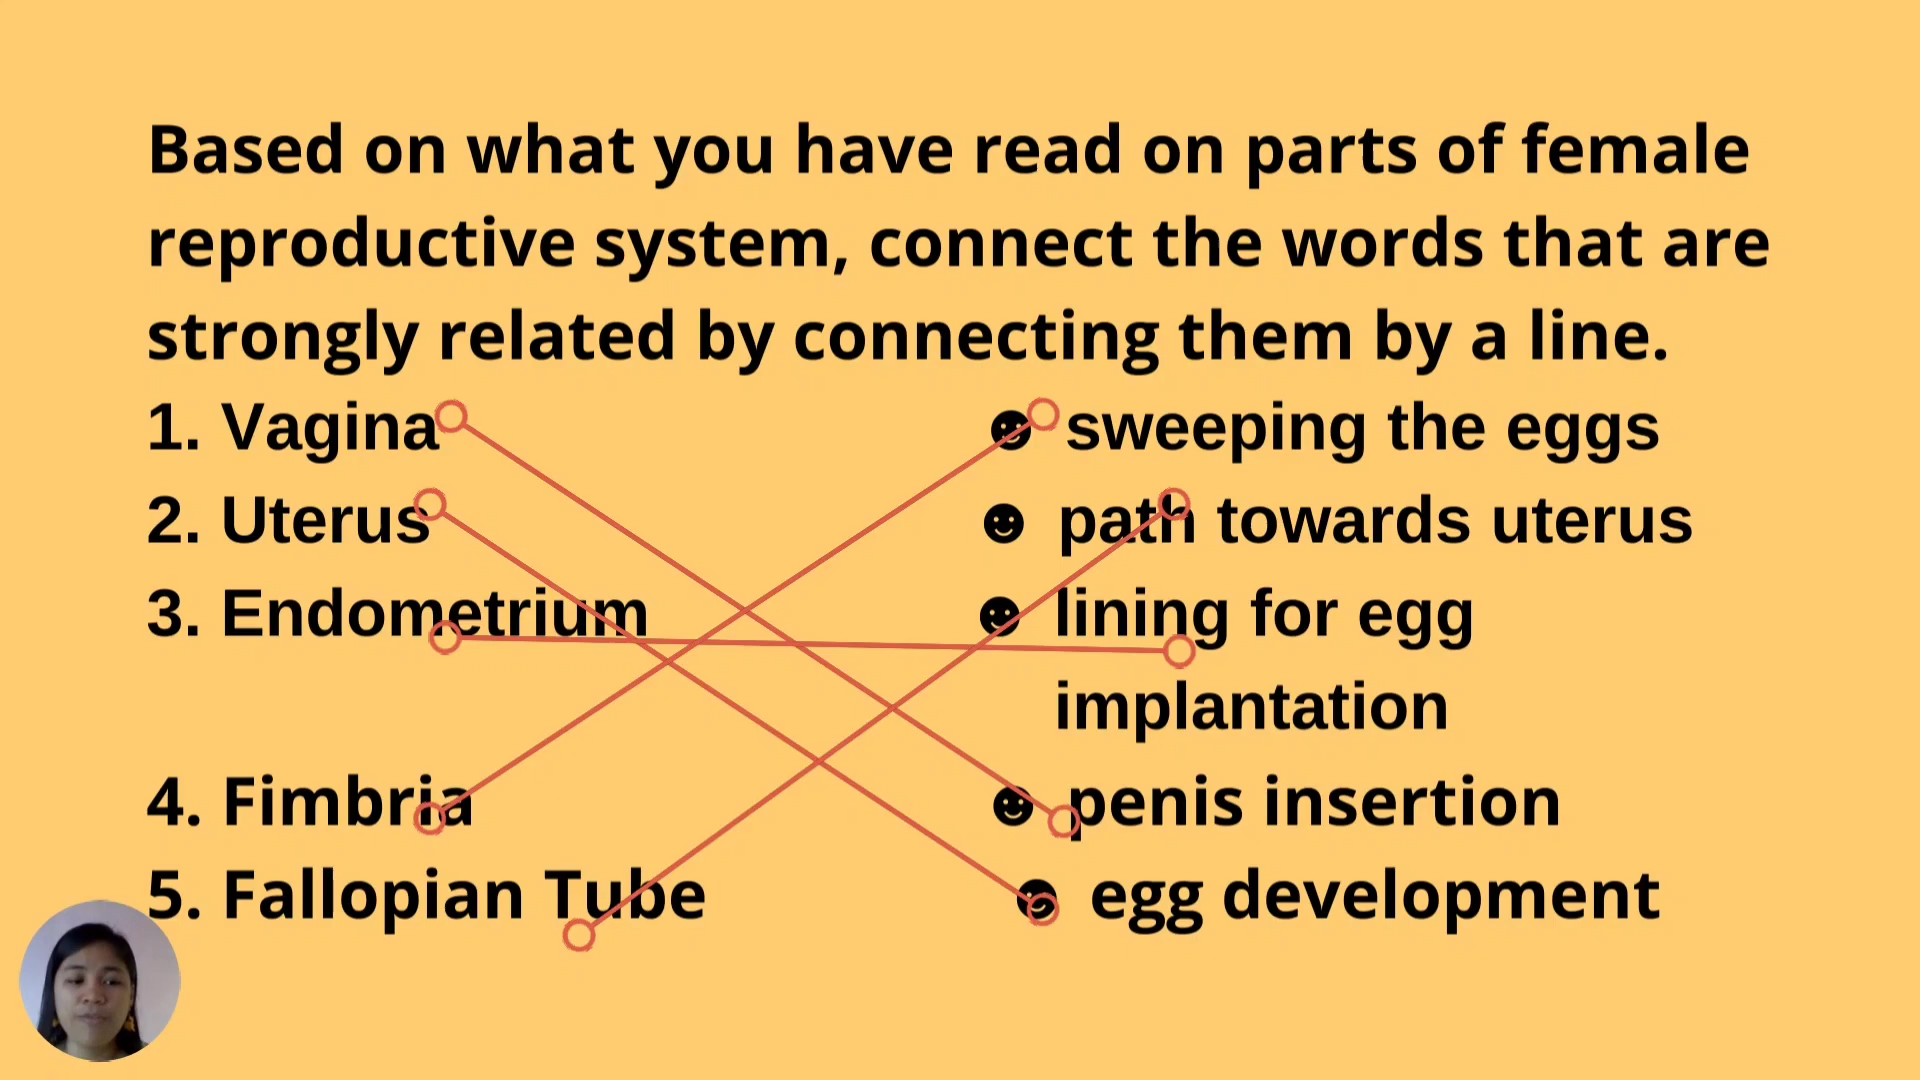 Based on what you have read on parts of female
reproductive system, connect the words that are
strongly related by connecting them by a line.
1. Vagina ☻ sweeping the eggs
2. Uterus ☻ path towards uterus
3. Endometrium ☻ lining for egg
implantation
4. Fimbria ☻ penis insertion
5. Fallopian Tube ☻ egg development